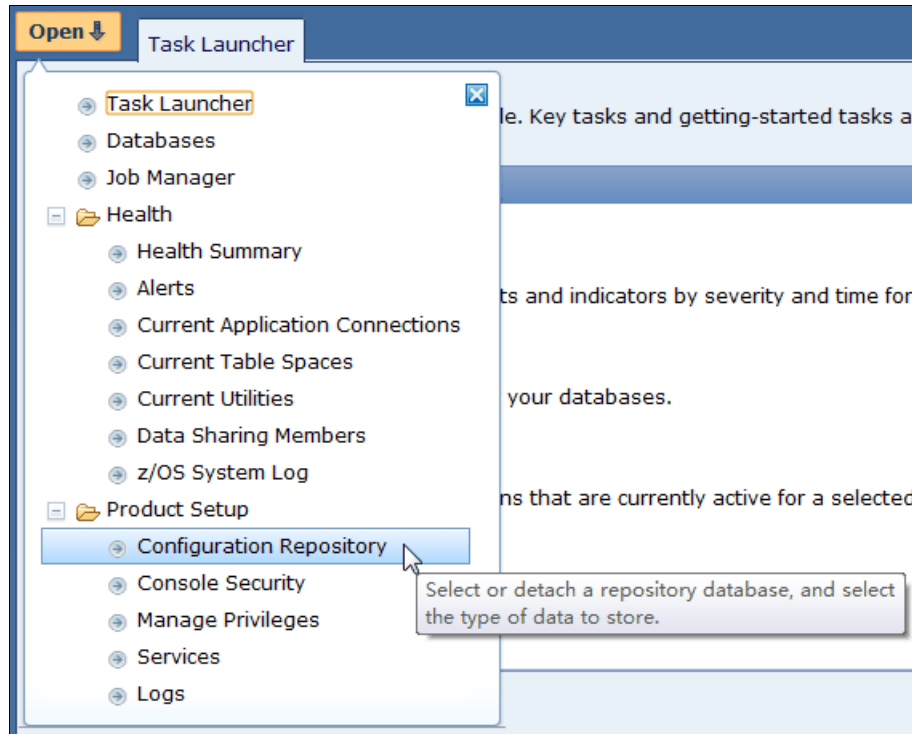 Open
Task Launcher
Task Launcher
le. Key tasks and getting-started tasks a
Databases
Job Manager
Health
Health Summary
Alerts
ts and indicators by severity and time for
Current Application Connections
Current Table Spaces
Current Utilities
your databases.
Data Sharing Members
z/OS System Log
Product Setup
ns that are currently active for a selected
Configuration Repository
Console Security
Select or detach a repository database, and select
the type of data to store.
Manage Privileges
Services
Logs